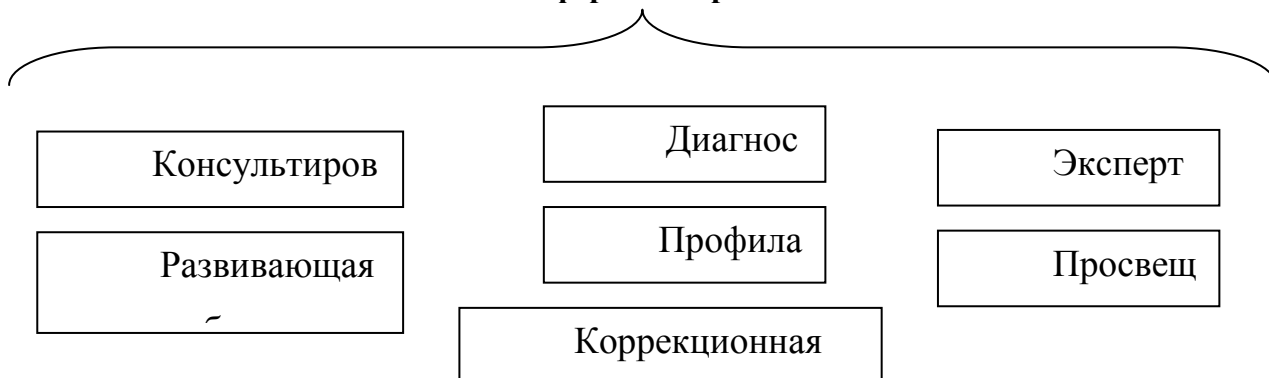 Консультиров
Диагнос
Эксперт
Развивающая
Профила
Просвещ
Коррекционная